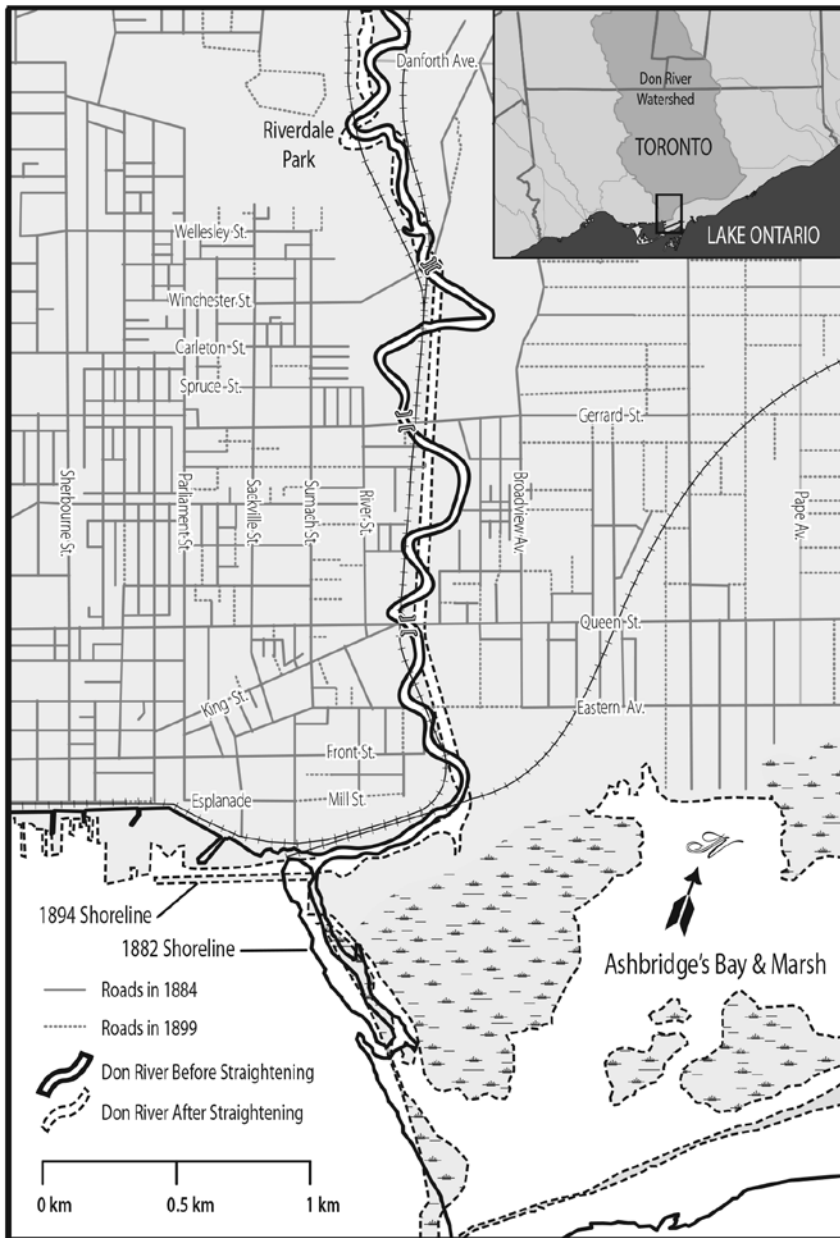 Danforth Ave.
Don River
Watershed
TORONTO
LAKE ONTARIO
Riverdale
Park
Wellesley St.
Winchester St.
Carleton St.
Spruce St.
Gerrard St.
Sherbourne St.
Parliament St.
Sackville St.
Sumach St.
River St.
Broadview Av.
Pape Av.
Queen St.
King St.
Eastern Av.
Front St.
Esplanade
Mill St.
N
1894 Shoreline
1882 Shoreline
Ashbridge's Bay & Marsh
Roads in 1884
Roads in 1899
Don River Before Straightening
Don River After Straightening
0 km
0.5 km
1 km